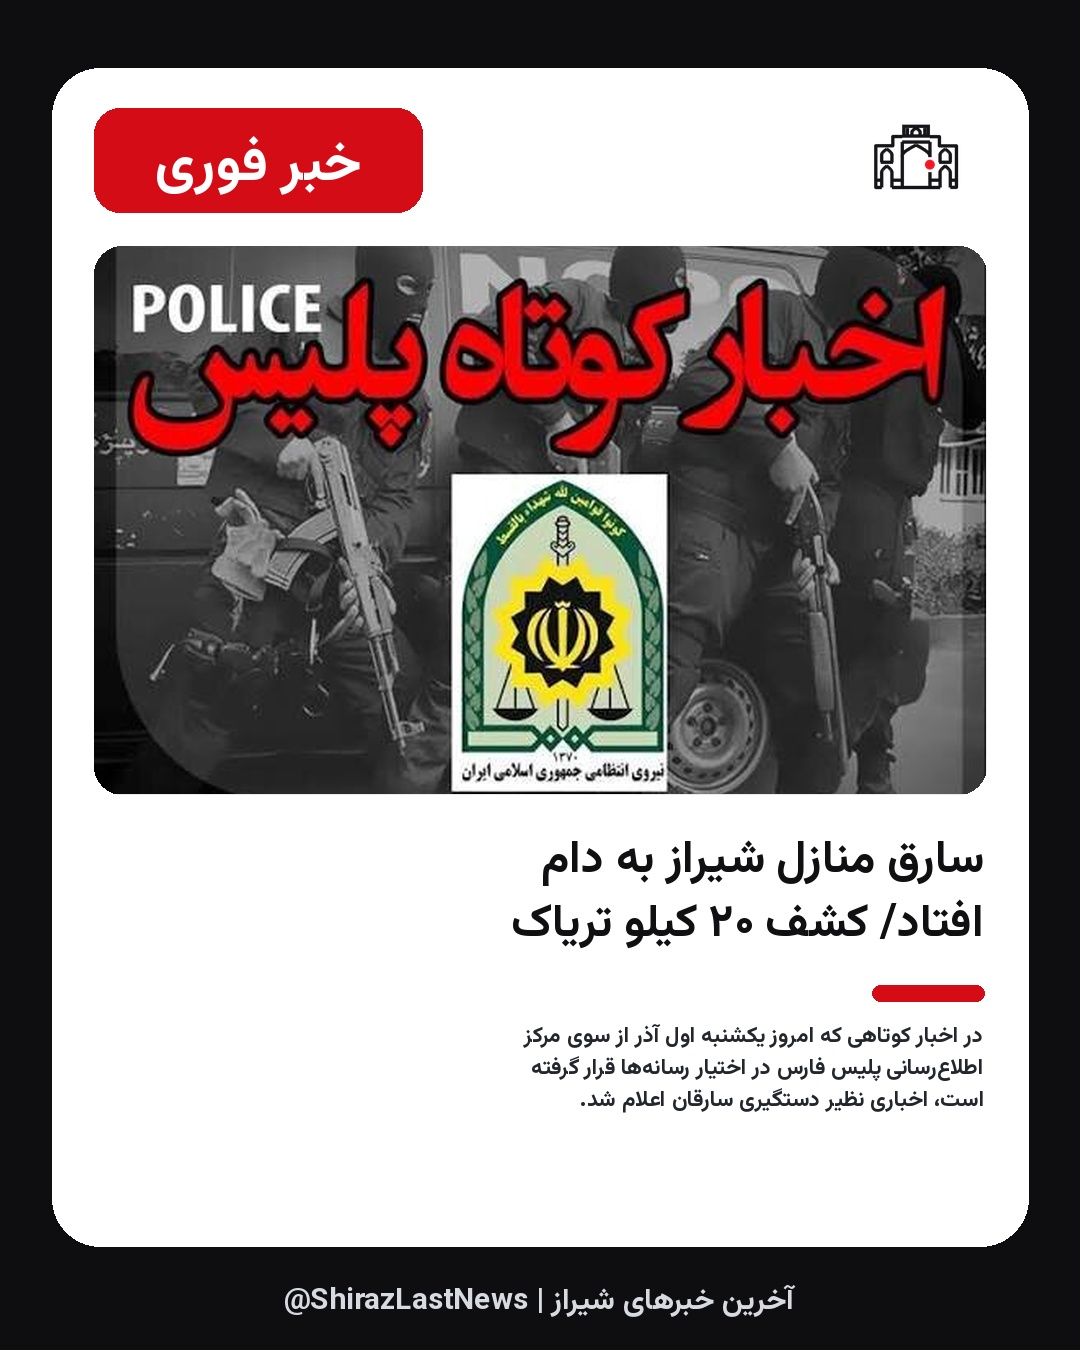 خبر فوری
POLICE
اخبار کوتاه پلیس
کونوا قوامین لله شهداء بالقسط
۱۳۷۰
نیروی انتظامی جمهوری اسلامی ایران
سارق منازل شیراز به دام
افتاد/ کشف ۲۰ کیلو تریاک
در اخبار کوتاهی که امروز یکشنبه اول آذر از سوی مرکز
اطلاع‌رسانی پلیس فارس در اختیار رسانه‌ها قرار گرفته
است، اخباری نظیر دستگیری سارقان اعلام شد.
آخرین خبرهای شیراز | @ShirazLastNews